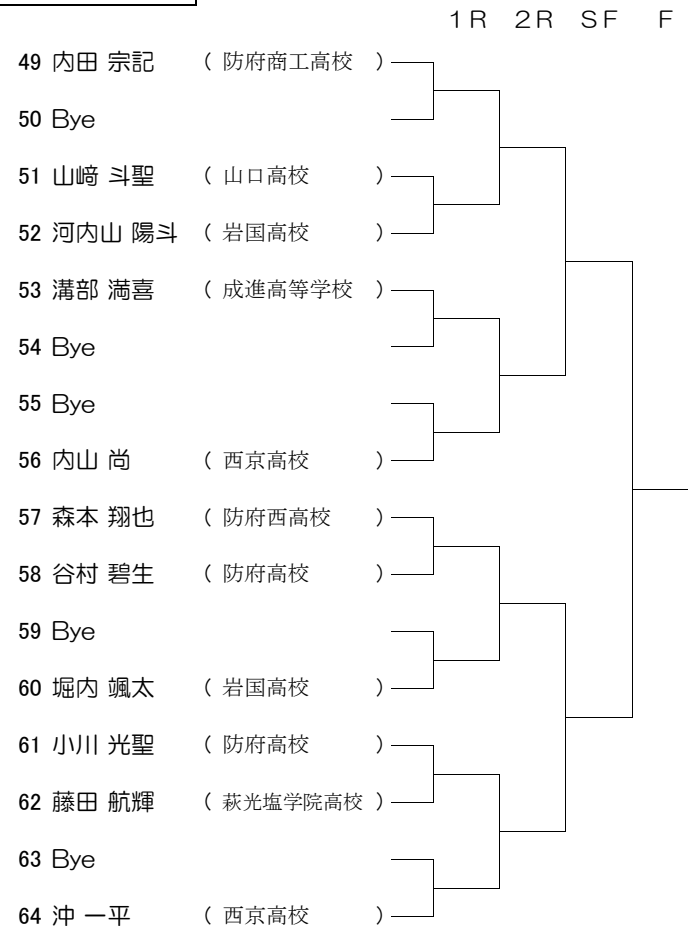 １Ｒ ２Ｒ ＳＦ Ｆ
49 内田 宗記 （ 防府商工高校 ）
50 Bye
51 山﨑 斗聖 （ 山口高校 ）
52 河内山 陽斗 （ 岩国高校 ）
53 溝部 満喜 （ 成進高等学校 ）
54 Bye
55 Bye
56 内山 尚 （ 西京高校 ）
57 森本 翔也 （ 防府西高校 ）
58 谷村 碧生 （ 防府高校 ）
59 Bye
60 堀内 颯太 （ 岩国高校 ）
61 小川 光聖 （ 防府高校 ）
62 藤田 航輝 （ 萩光塩学院高校 ）
63 Bye
64 沖 一平 （ 西京高校 ）